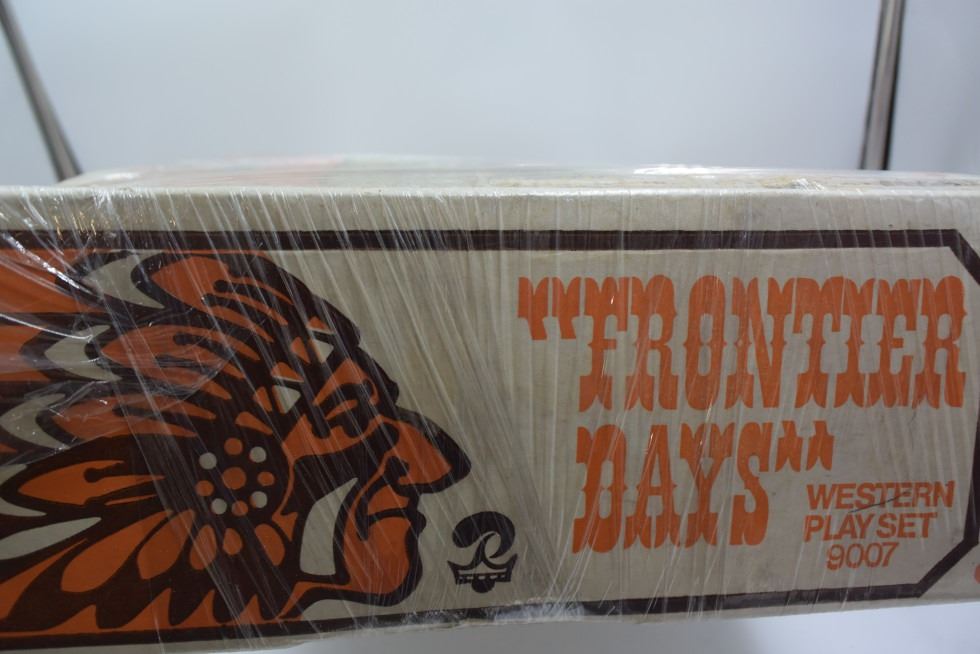 "FRONTIER
DAYS"
WESTERN
PLAY SET
9007